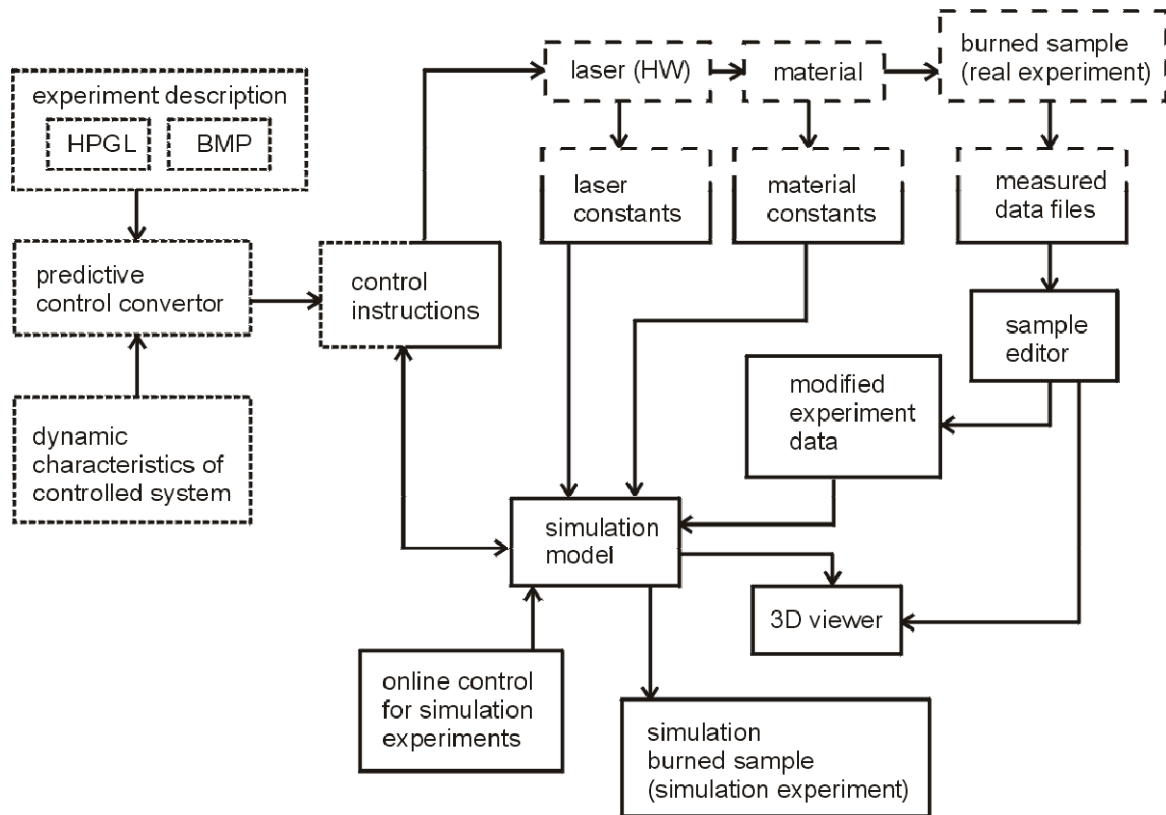 experiment description
HPGL
BMP
predictive
control convertor
dynamic
characteristics of
controlled system
control
instructions
laser (HW)
material
burned sample
(real experiment)
laser
constants
material
constants
measured
data files
sample
editor
modified
experiment
data
simulation
model
3D viewer
online control
for simulation
experiments
simulation
burned sample
(simulation experiment)